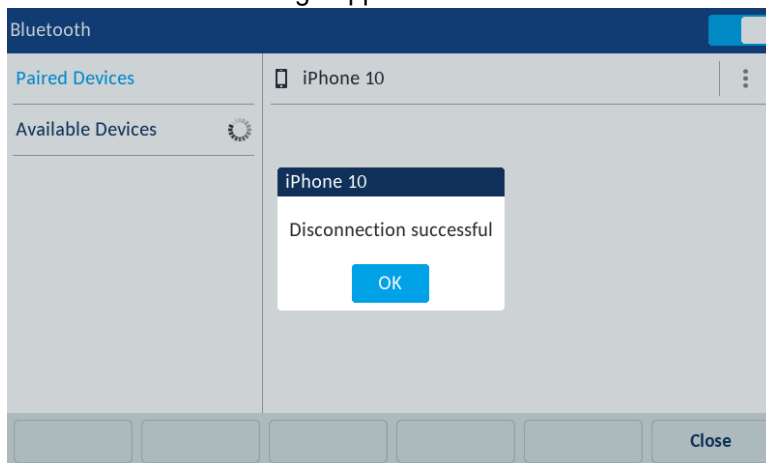 Bluetooth
Paired Devices
iPhone 10
Available Devices
iPhone 10
Disconnection successful
OK
Close